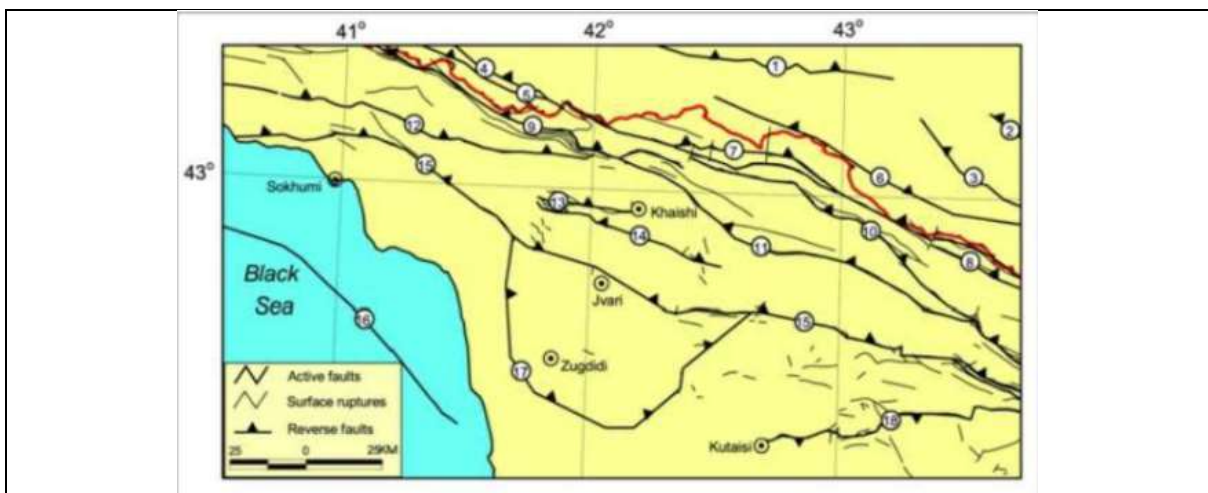 41° 42° 43°
4
1
5
2
12
9
7
43°
15
6
3
Sokhumi
13
Khaishi
14
11
10
8
Black
Sea
Jvari
16
15
17
Zugdidi
Active faults
Surface ruptures
Reverse faults
18
Kutaisi
25 0 25KM